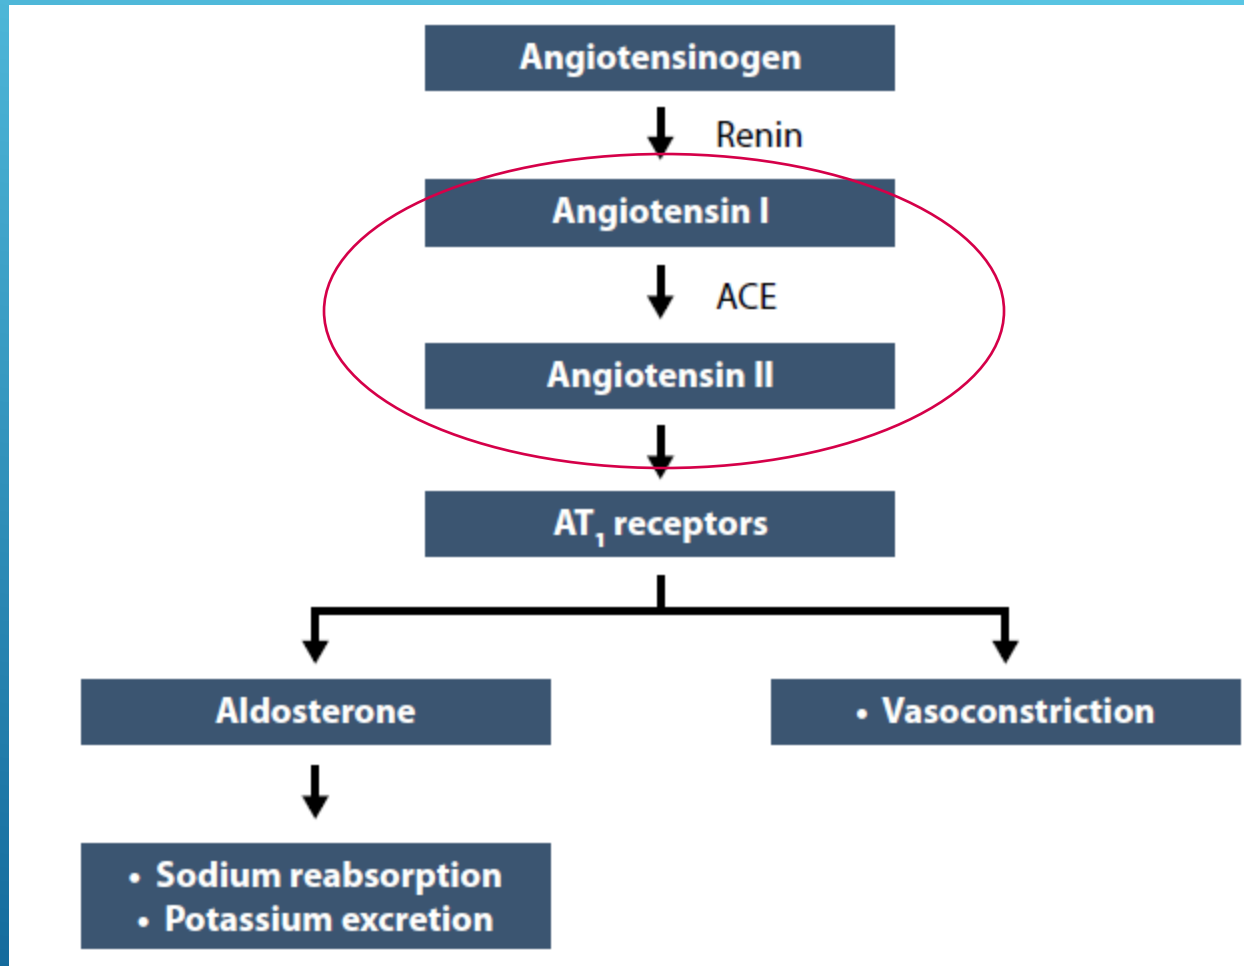 Angiotensinogen
Renin
Angiotensin I
ACE
Angiotensin II
AT₁ receptors
Aldosterone
• Vasoconstriction
• Sodium reabsorption
• Potassium excretion